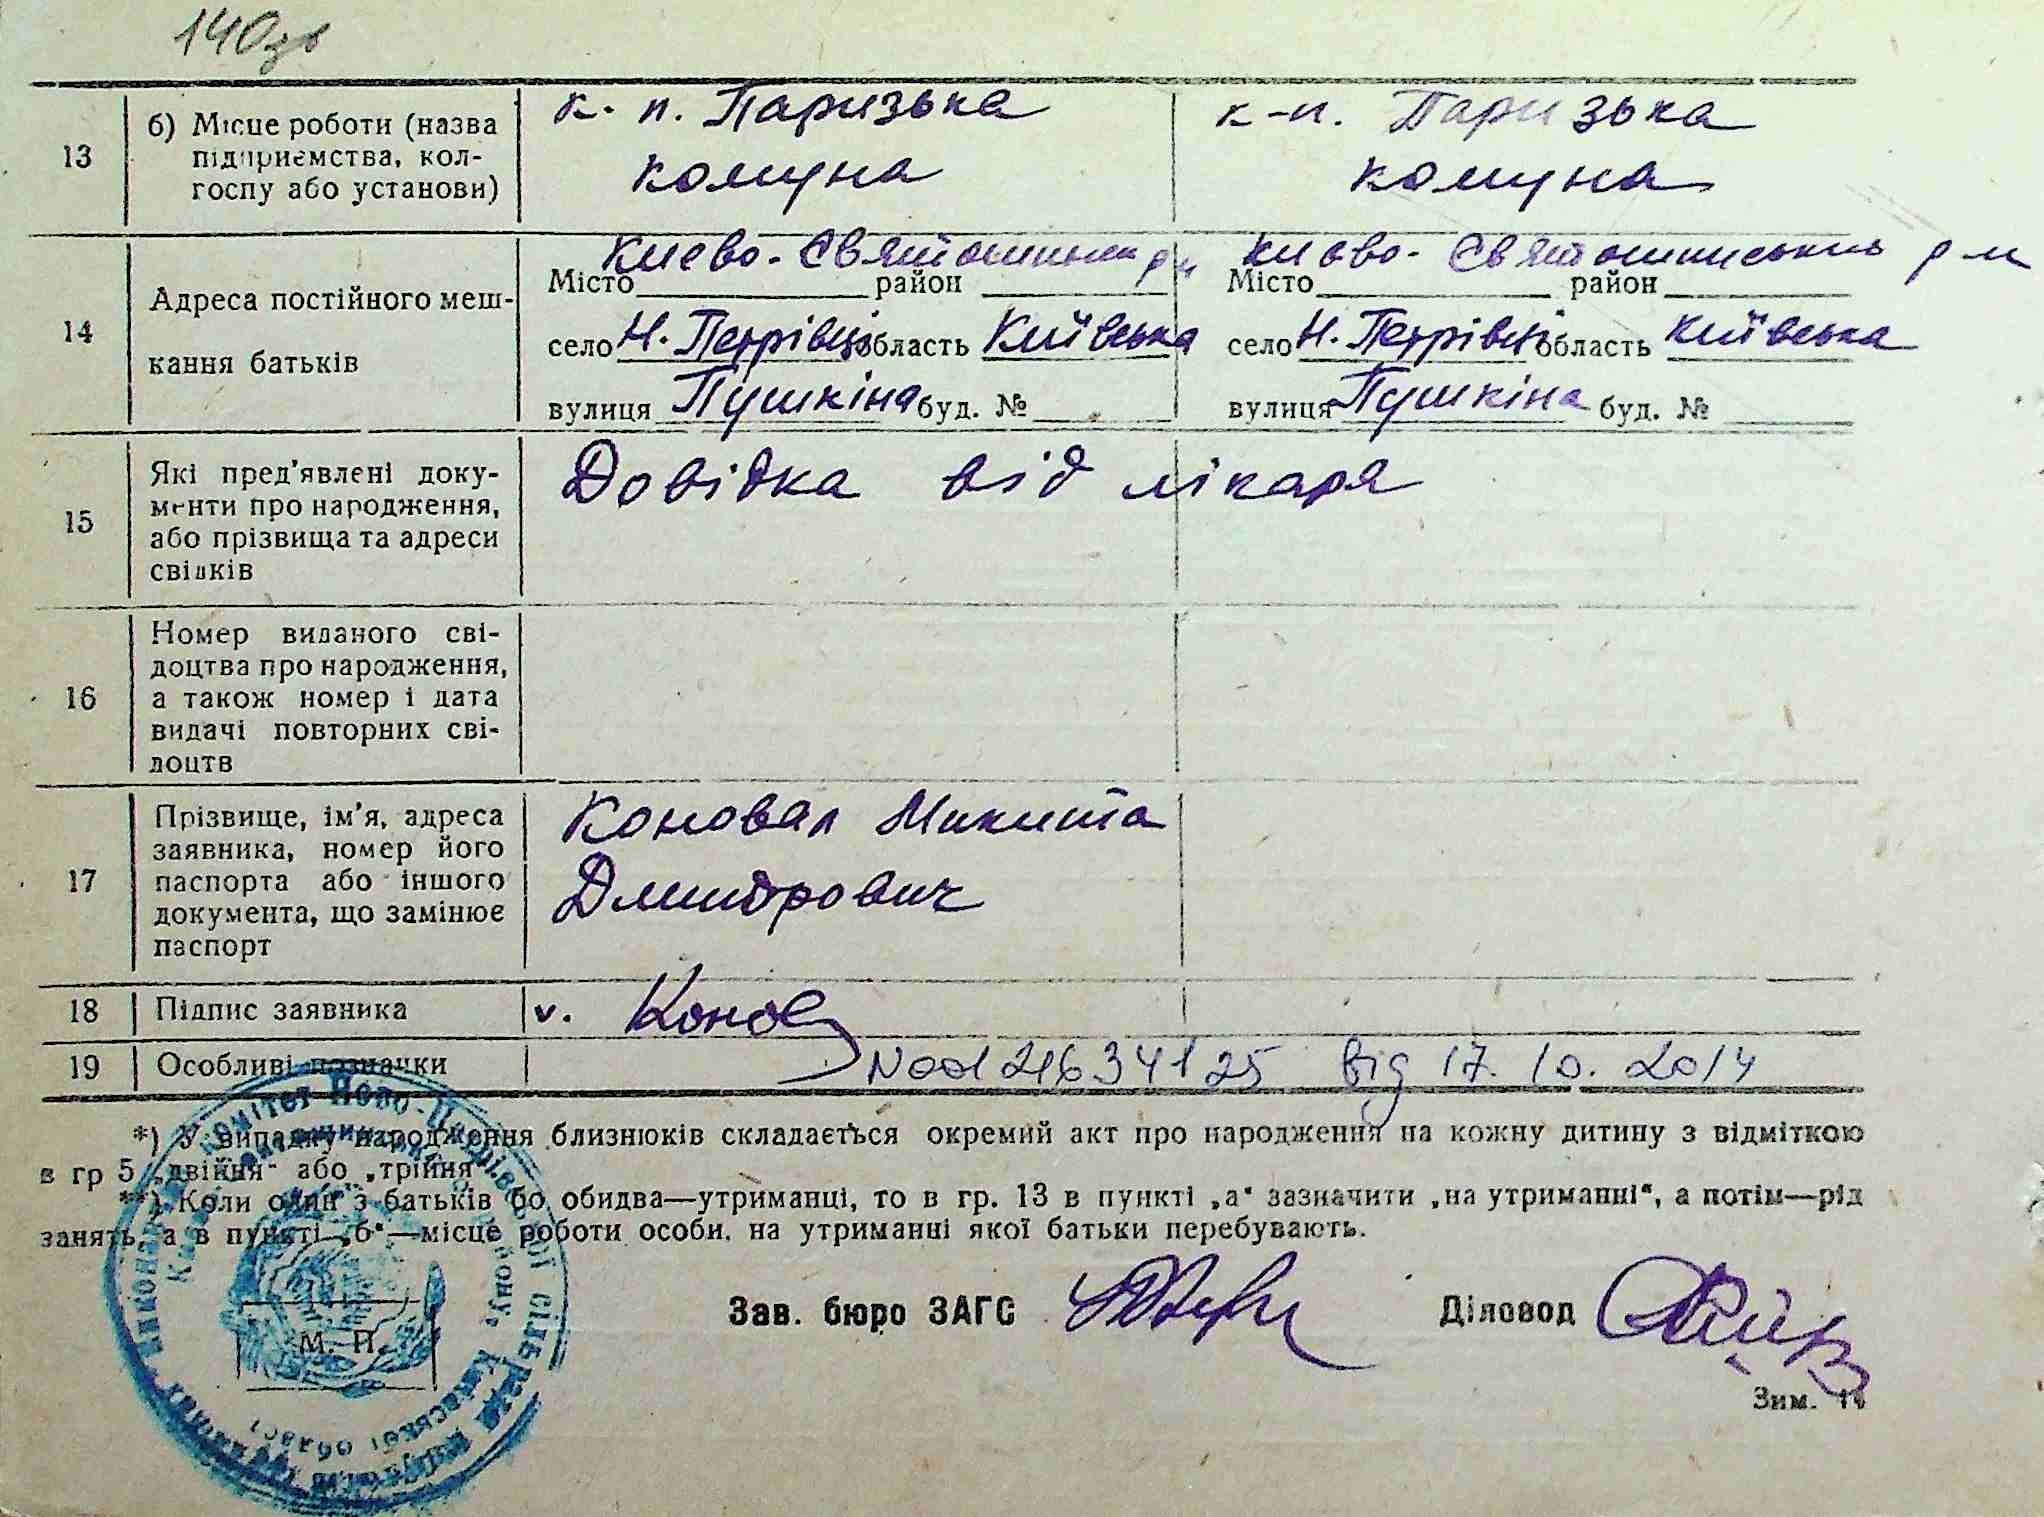 140зв
13 б) Місце роботи (назва підприємства, колгоспу або установи) к-п. Паризька комуна к-п. Паризька комуна
14 Адреса постійного мешкання батьків
Києво-Святошинськ р-н Києво-Святошинський р-н
Місто район Місто район
село Н. Петрівці область Київська село Н. Петрівці область Київська
вулиця Пушкіна буд. № вулиця Пушкіна буд. №
15 Які пред'явлені документи про народження, або прізвища та адреси свідків Довідка від лікаря
16 Номер виданого свідоцтва про народження, а також номер і дата видачі повторних свідоцтв
17 Прізвище, ім'я, адреса заявника, номер його паспорта або іншого документа, що замінює паспорт Коновал Микита Дмитрович
18 Підпис заявника v. Конов
19 Особливі позначки від 17.10.2014
*) У випадку народження близнюків складається окремий акт про народження на кожну дитину з відміткою
в гр 5 „двійня" або „трійня"
**) Коли один з батьків бо обидва—утриманці, то в гр. 13 в пункті „а" зазначити „на утриманні", а потім—рід
занять, а в пункті „б"—місце роботи особи, на утриманні якої батьки перебувають.
Зав. бюро ЗАГС Діловод
М. П.
Зим.